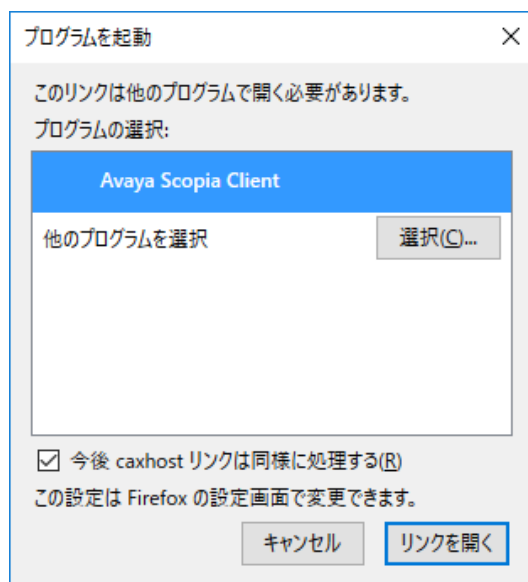 プログラムを起動
このリンクは他のプログラムで開く必要があります。
プログラムの選択:
Avaya Scopia Client
他のプログラムを選択
選択(C)...
今後 caxhost リンクは同様に処理する(R)
この設定は Firefox の設定画面で変更できます。
キャンセル
リンクを開く